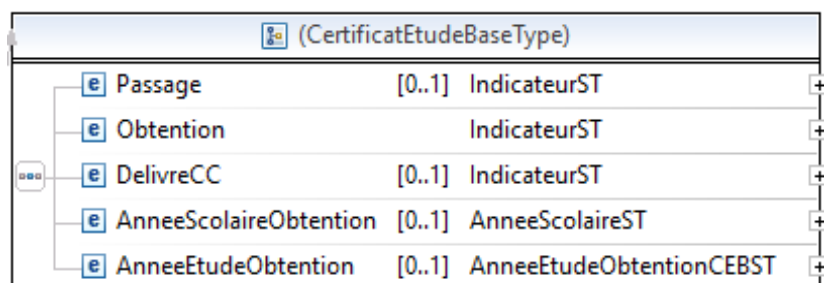 (CertificatEtudeBaseType)
e Passage [0..1] IndicateurST
e Obtention IndicateurST
e DelivreCC [0..1] IndicateurST
e AnneeScolaireObtention [0..1] AnneeScolaireST
e AnneeEtudeObtention [0..1] AnneeEtudeObtentionCEBST